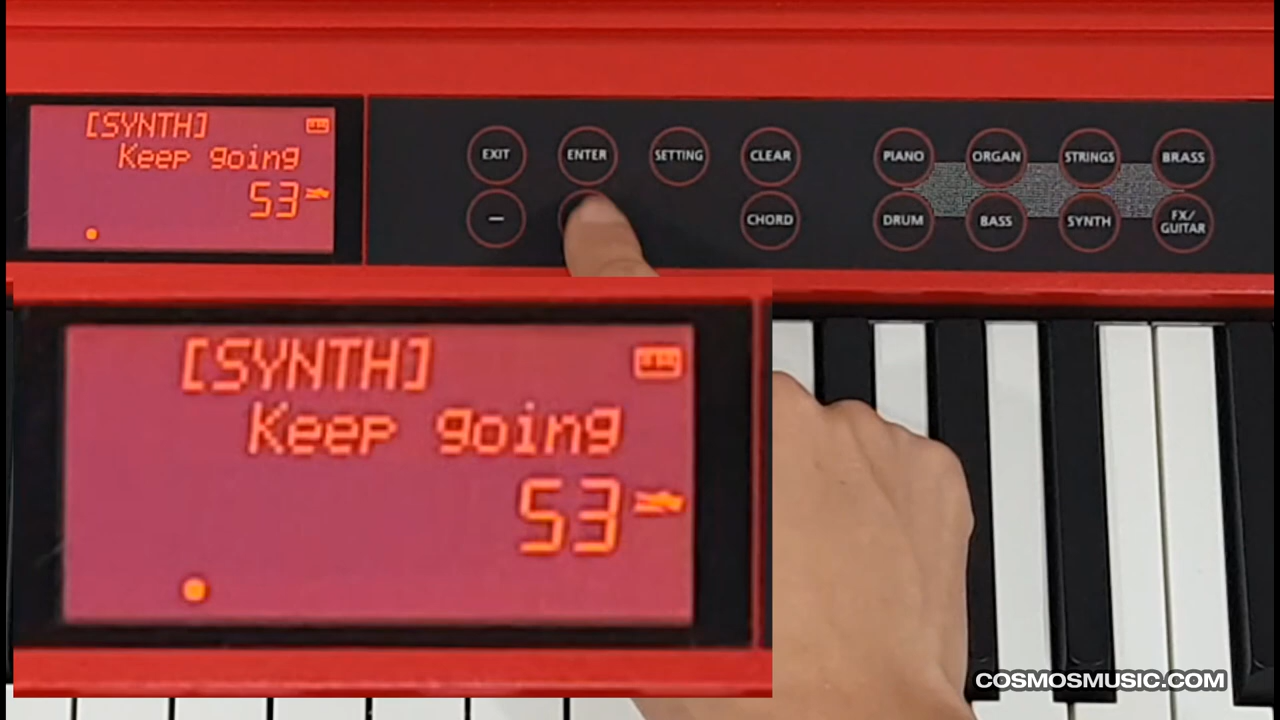 [SYNTH]
Keep going
53
EXIT
ENTER
SETTING
CLEAR
PIANO
ORGAN
STRINGS
BRASS
−
CHORD
DRUM
BASS
SYNTH
FX/
GUITAR
[SYNTH]
Keep going
53
COSMOSMUSIC.COM